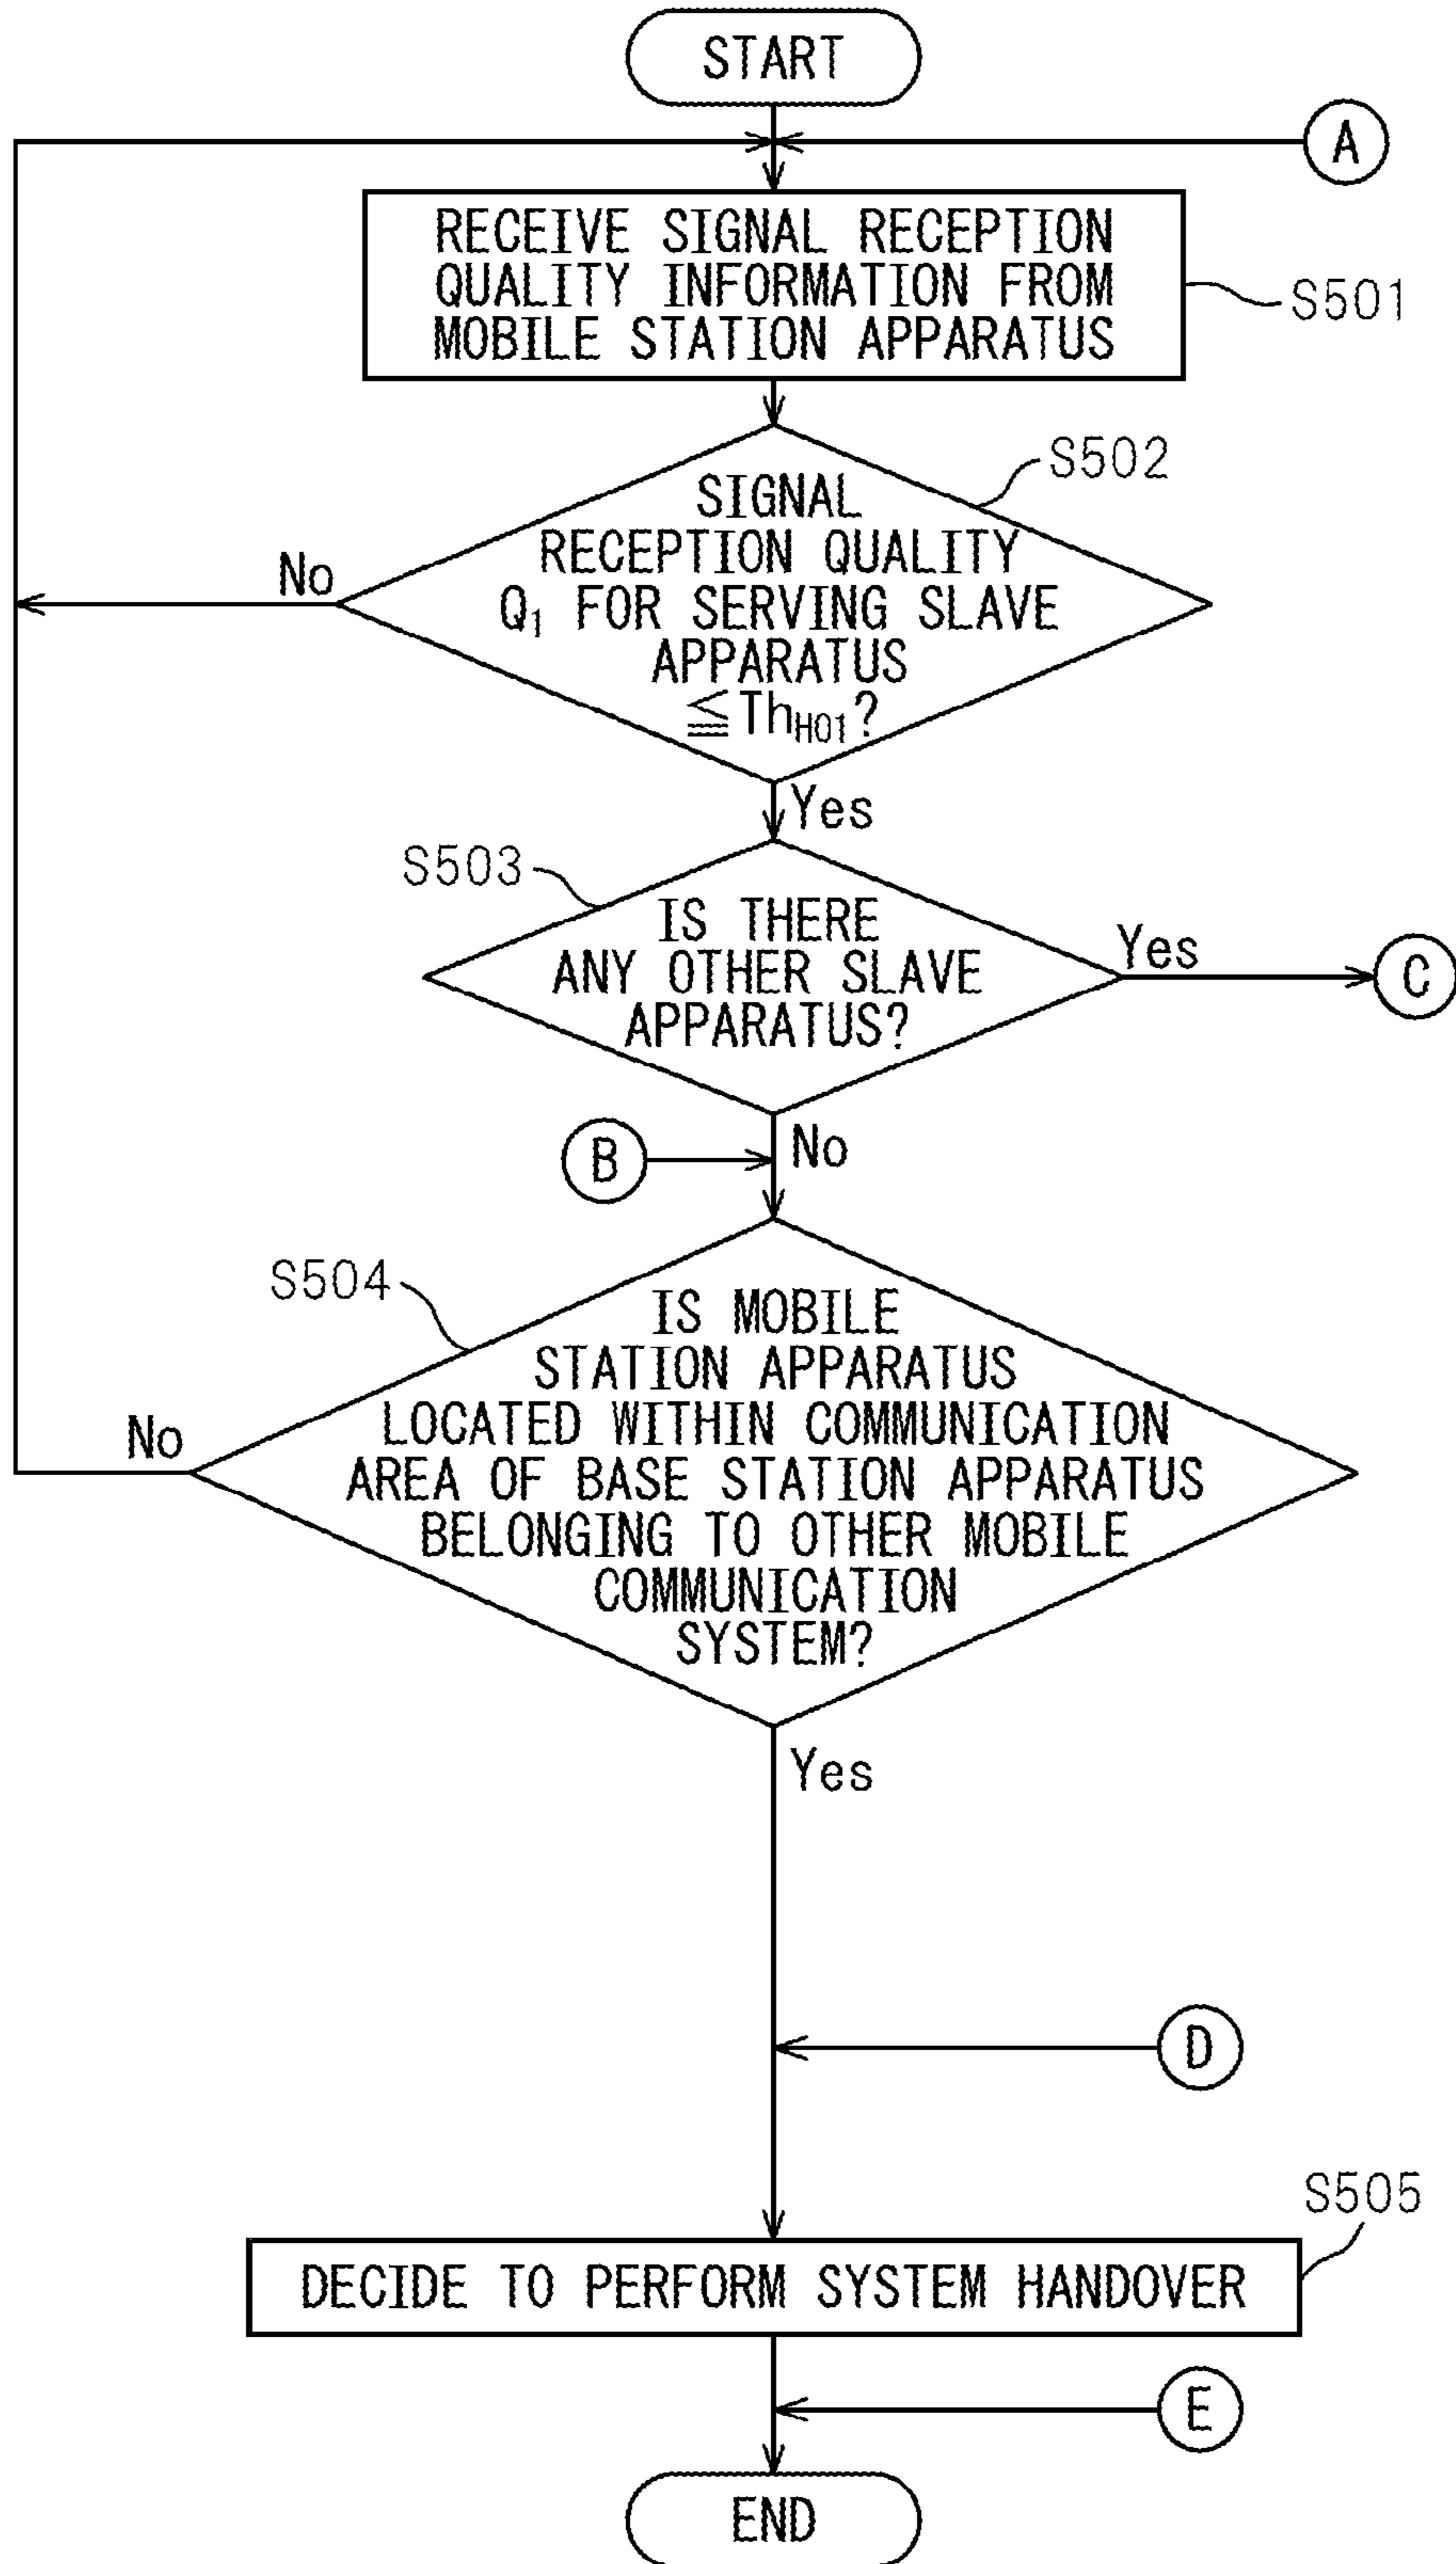 START
A
RECEIVE SIGNAL RECEPTION
QUALITY INFORMATION FROM
MOBILE STATION APPARATUS
S501
S502
SIGNAL
RECEPTION QUALITY
Q₁ FOR SERVING SLAVE
APPARATUS
≦Th_H01?
No
Yes
S503
IS THERE
ANY OTHER SLAVE
APPARATUS?
Yes
C
B
No
S504
IS MOBILE
STATION APPARATUS
LOCATED WITHIN COMMUNICATION
AREA OF BASE STATION APPARATUS
BELONGING TO OTHER MOBILE
COMMUNICATION
SYSTEM?
No
Yes
D
S505
DECIDE TO PERFORM SYSTEM HANDOVER
E
END